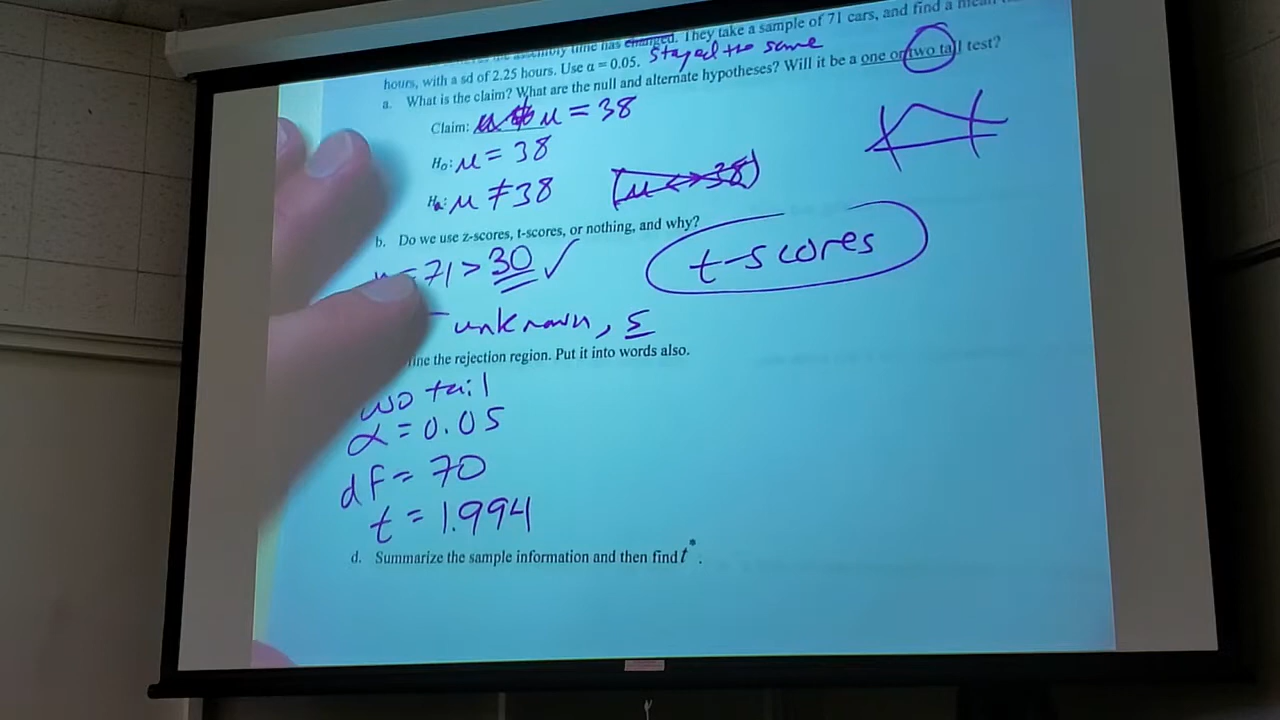 assembly time has changed. They take a sample of 71 cars, and find a mean
stayed the same
hours, with a sd of 2.25 hours. Use α = 0.05.
a. What is the claim? What are the null and alternate hypotheses? Will it be a one or two tail test?
Claim: μ = 38
H₀: μ = 38
Hₐ: μ ≠ 38 (μ <> 38)
b. Do we use z-scores, t-scores, or nothing, and why?
= 71 > 30 ✓ t-scores
unknown, s
ine the rejection region. Put it into words also.
wo tail
α = 0.05
df = 70
t = 1.994
d. Summarize the sample information and then find t*.